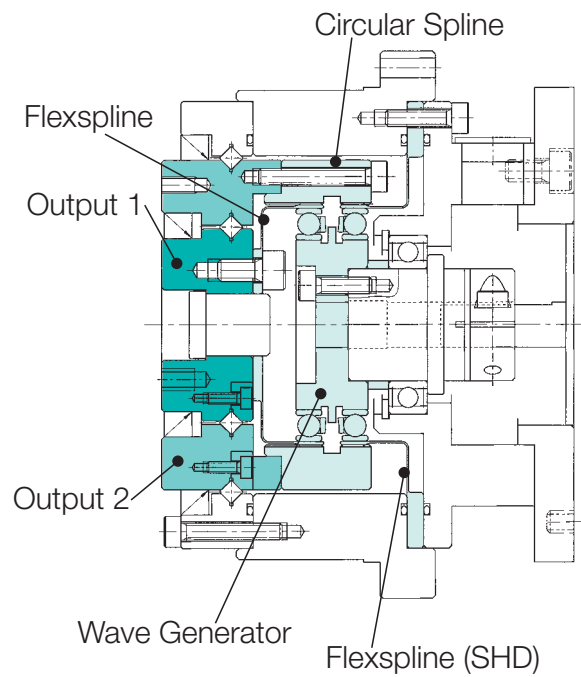 Circular Spline
Flexspline
Output 1
Output 2
Wave Generator
Flexspline (SHD)